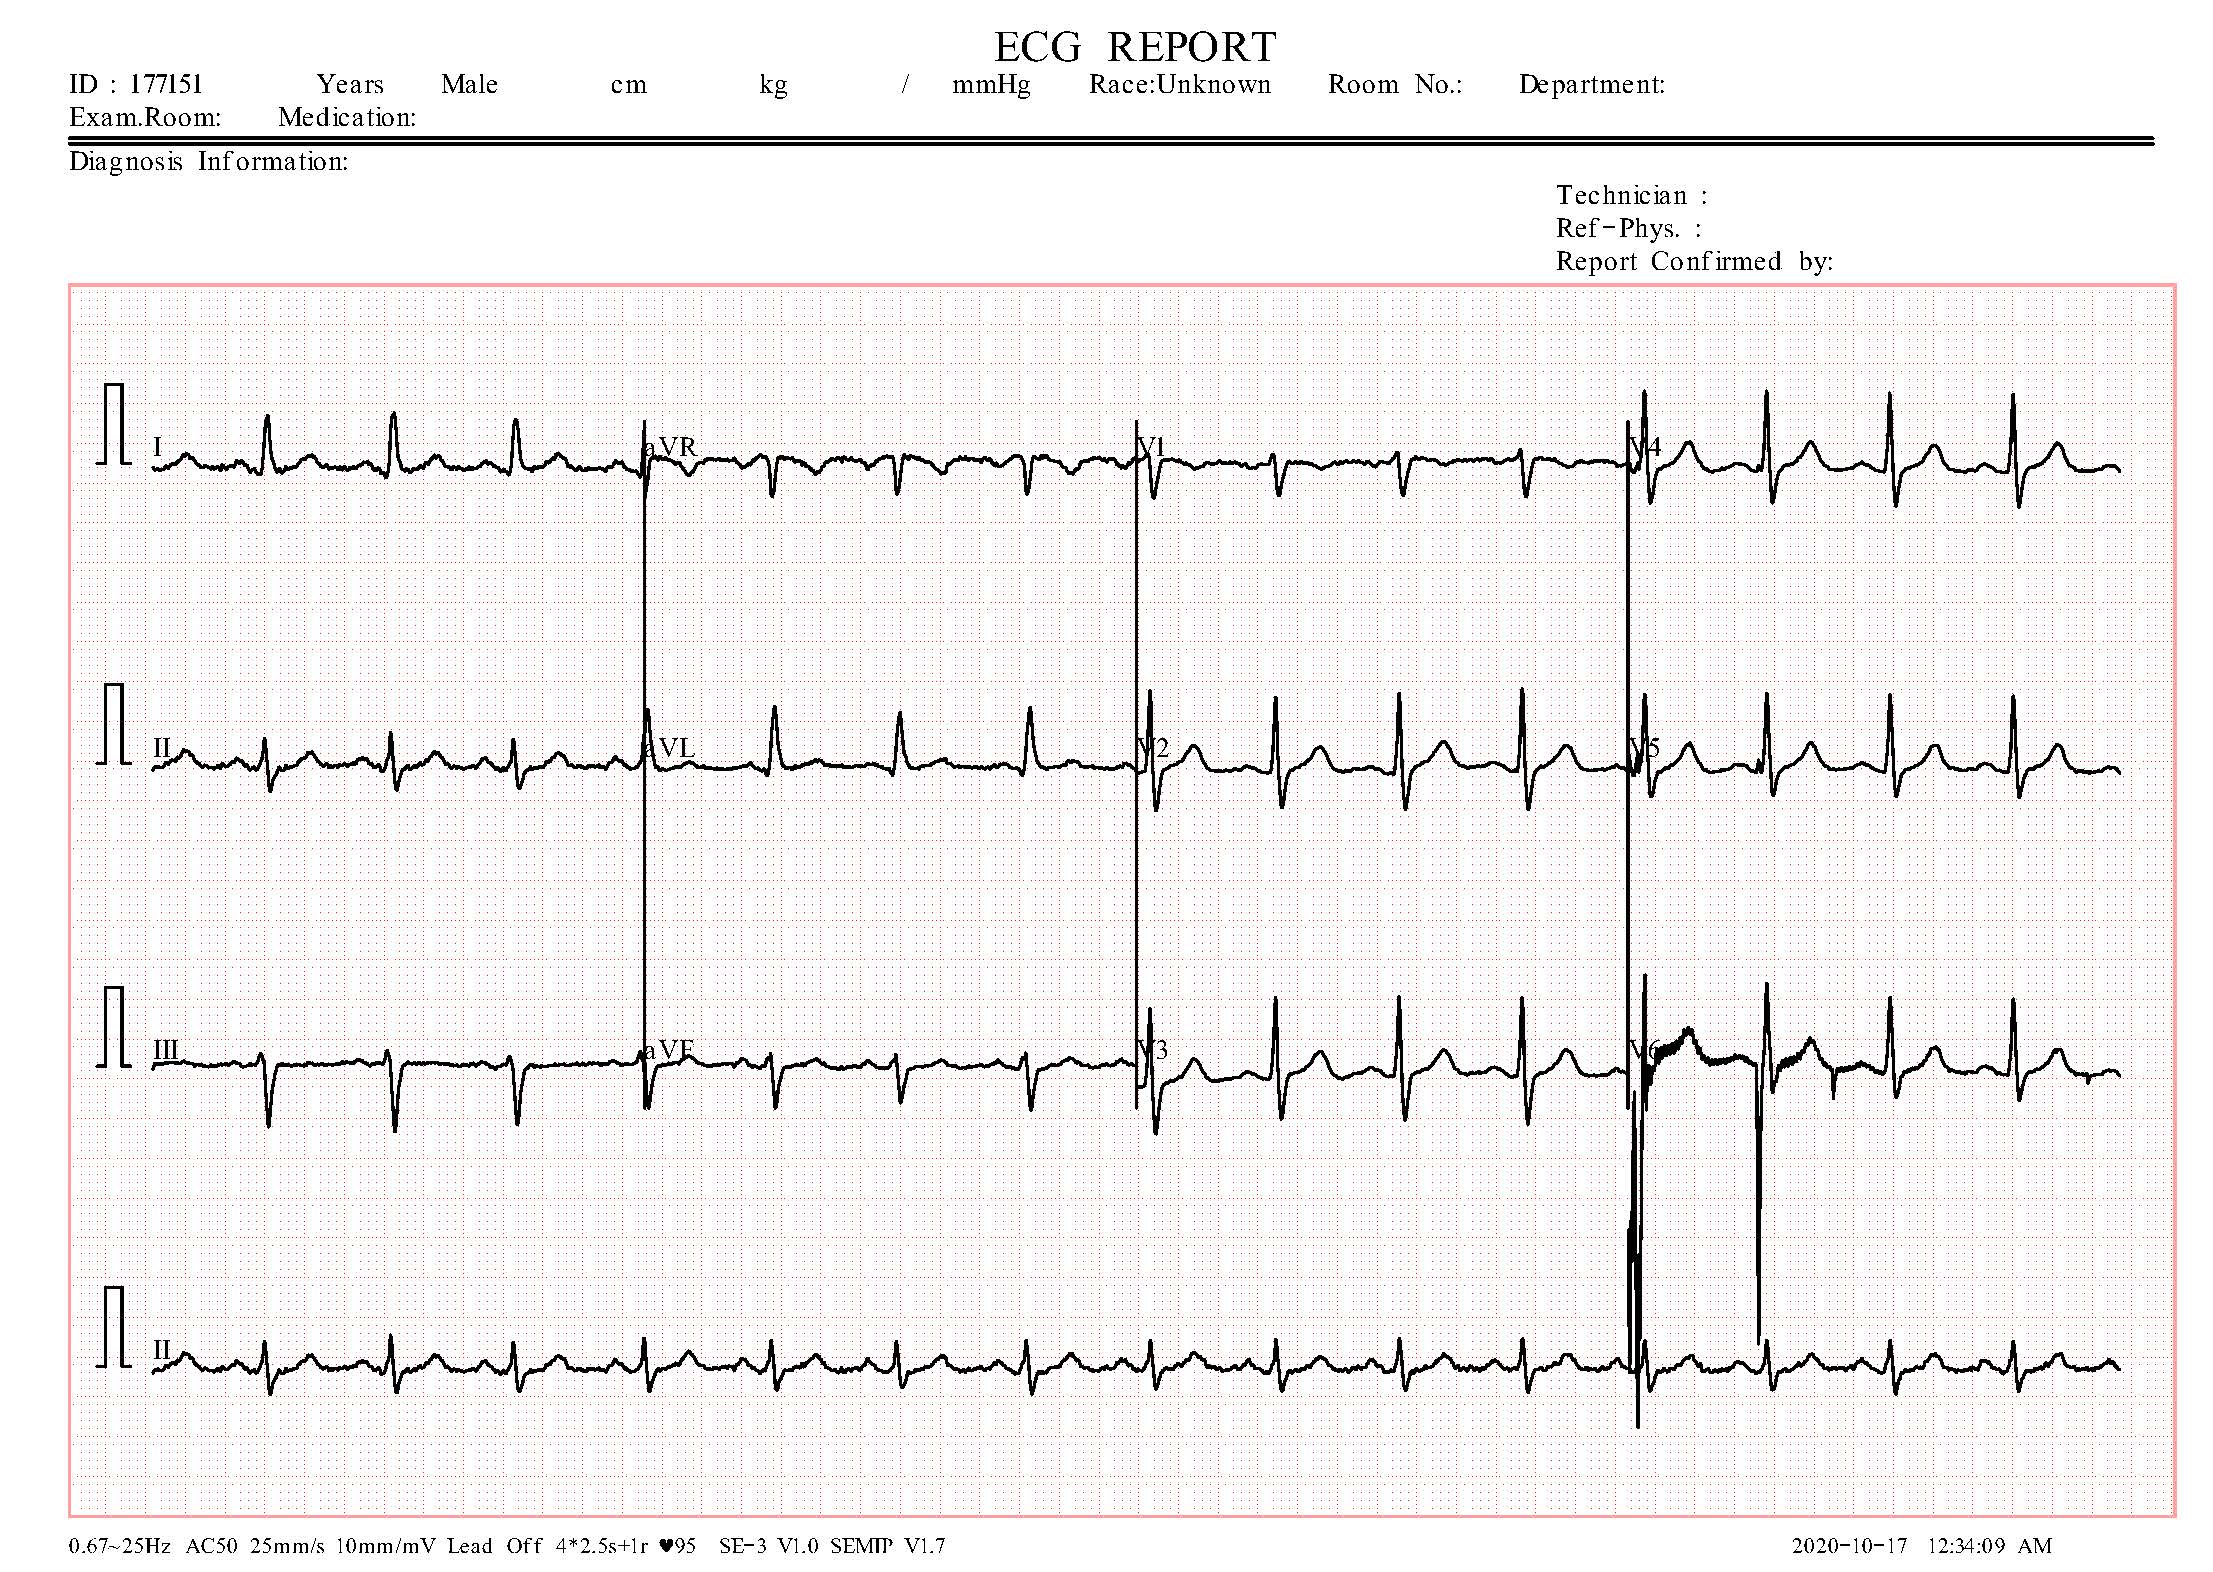 ECG REPORT
ID : 177151 Years Male cm kg / mmHg Race:Unknown Room No.: Department:
Exam.Room: Medication:
Diagnosis Information:
Technician :
Ref-Phys. :
Report Confirmed by:
I aVR V1 V4
II aVL V2 V5
III aVF V3 V6
II
0.67~25Hz AC50 25mm/s 10mm/mV Lead Off 4*2.5s+1r ♥95 SE-3 V1.0 SEMIP V1.7 2020-10-17 12:34:09 AM